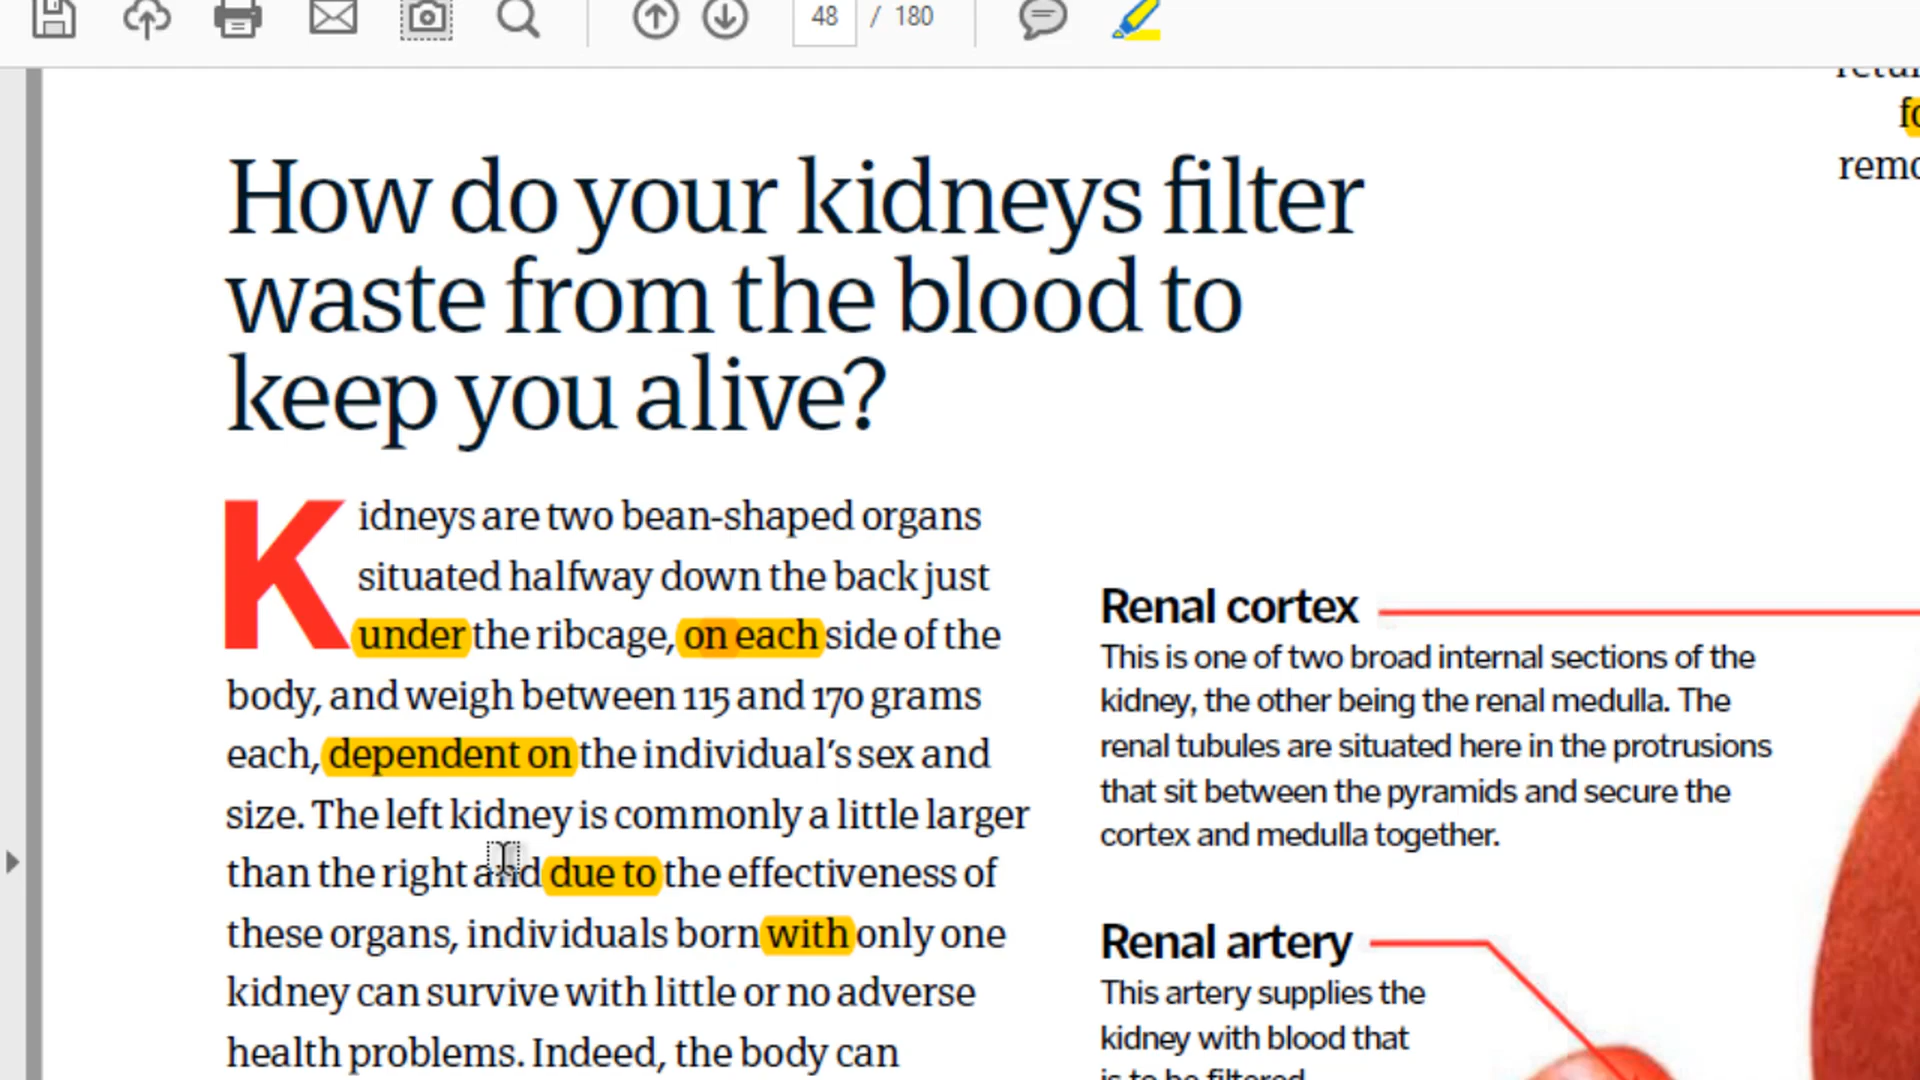 48 / 180
remo
How do your kidneys filter
waste from the blood to
keep you alive?
Kidneys are two bean-shaped organs
situated halfway down the back just
under the ribcage, on each side of the
body, and weigh between 115 and 170 grams
each, dependent on the individual's sex and
size. The left kidney is commonly a little larger
than the right and due to the effectiveness of
these organs, individuals born with only one
kidney can survive with little or no adverse
health problems. Indeed, the body can
Renal cortex
This is one of two broad internal sections of the
kidney, the other being the renal medulla. The
renal tubules are situated here in the protrusions
that sit between the pyramids and secure the
cortex and medulla together.
Renal artery
This artery supplies the
kidney with blood that
is to be filtered